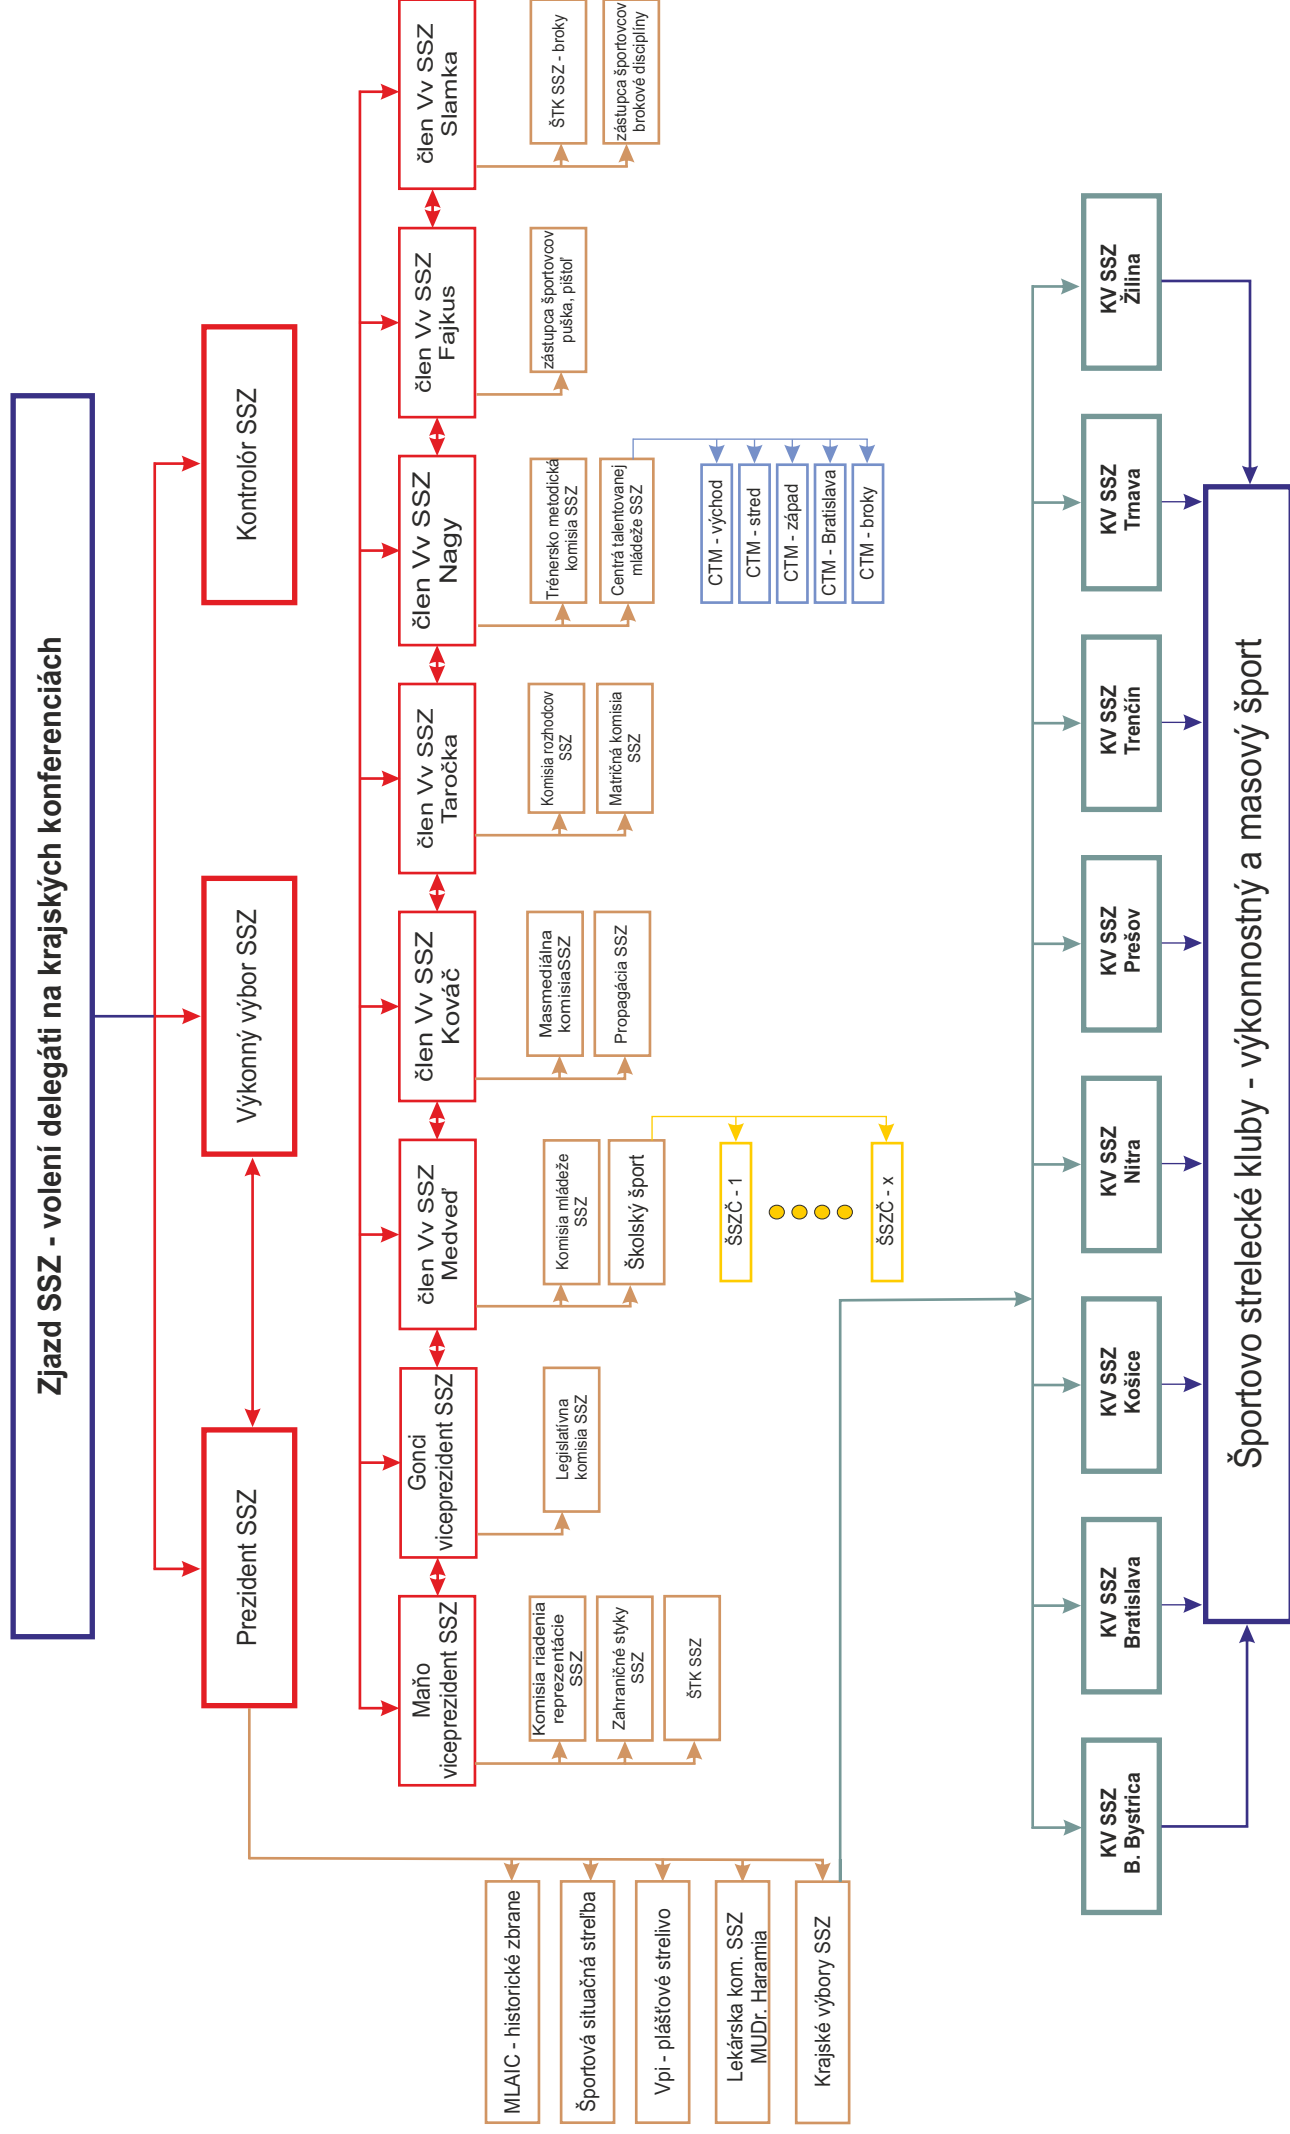 Zjazd SSZ - volení delegáti na krajských konferenciách
Prezident SSZ
Výkonný výbor SSZ
Kontrolór SSZ
Maňo
viceprezident SSZ
Gonci
viceprezident SSZ
člen Vv SSZ
Medveď
člen Vv SSZ
Kováč
člen Vv SSZ
Taročka
člen Vv SSZ
Nagy
člen Vv SSZ
Fajkus
člen Vv SSZ
Slamka
Komisia riadenia
reprezentácie
SSZ
Zahraničné styky
SSZ
ŠTK SSZ
Legislatívna
komisia SSZ
Komisia mládeže
SSZ
Školský šport
Masmediálna
komisiaSSZ
Propagácia SSZ
Komisia rozhodcov
SSZ
Matričná komisia
SSZ
Trénersko metodická
komisia SSZ
Centrá talentovanej
mládeže SSZ
zástupca športovcov
puška, pištoľ
ŠTK SSZ - broky
zástupca športovcov
brokové disciplíny
MLAIC - historické zbrane
Športová situačná streľba
Vpi - plášťové strelivo
Lekárska kom. SSZ
MUDr. Haramia
Krajské výbory SSZ
ŠSZČ - 1
ŠSZČ - x
CTM - východ
CTM - stred
CTM - západ
CTM - Bratislava
CTM - broky
KV SSZ
B. Bystrica
KV SSZ
Bratislava
KV SSZ
Košice
KV SSZ
Nitra
KV SSZ
Prešov
KV SSZ
Trenčín
KV SSZ
Trnava
KV SSZ
Žilina
Športovo strelecké kluby - výkonnostný a masový šport